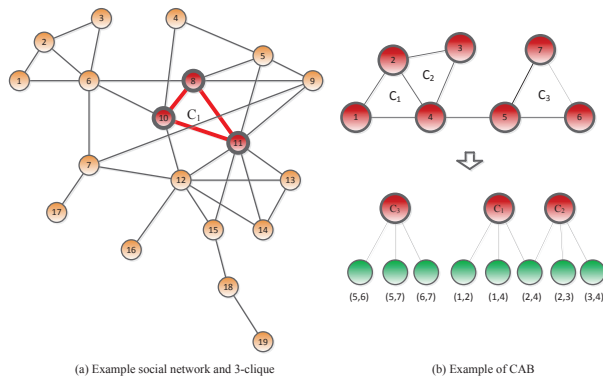 3
4
2
5
1
6
8
9
10
C₁
11
7
12
13
17
15
14
16
18
19
(a) Example social network and 3-clique
3
7
2
C₂
C₁
C₃
1
4
5
6
C₃
C₁
C₂
(5,6) (5,7) (6,7) (1,2) (1,4) (2,4) (2,3) (3,4)
(b) Example of CAB